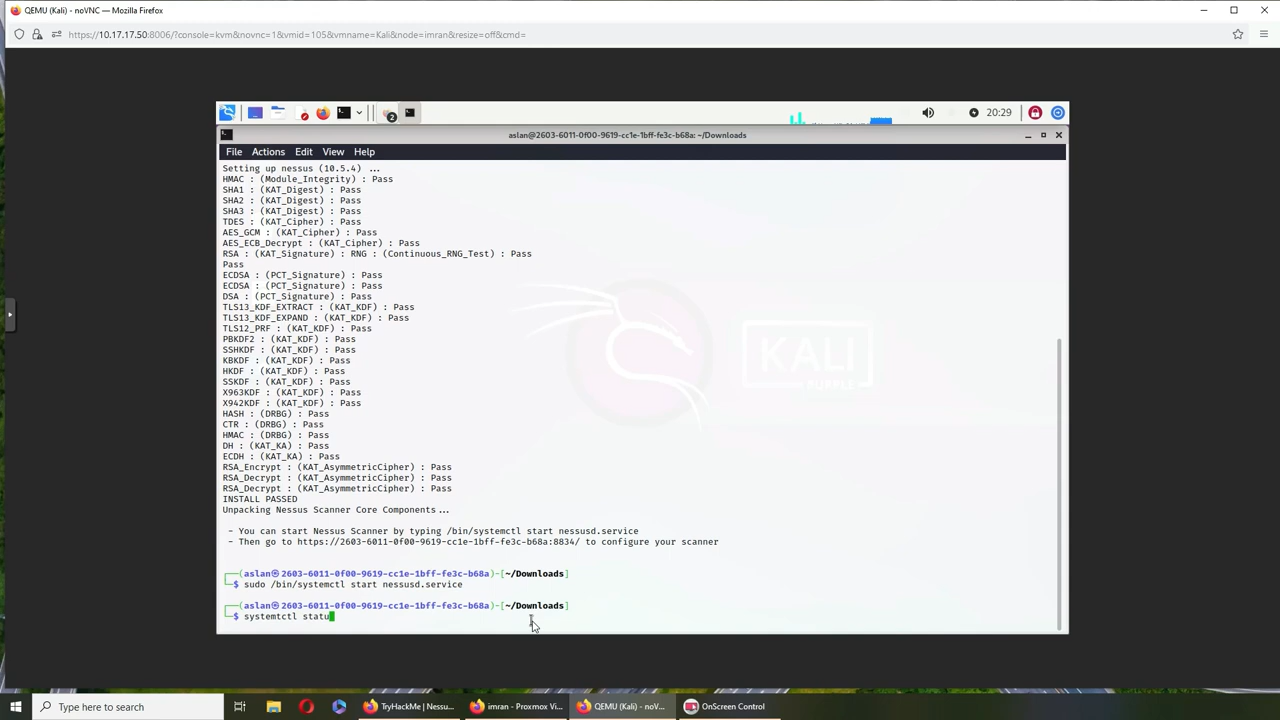 QEMU (Kali) - noVNC — Mozilla Firefox
https://10.17.17.50:8006/?console=kvm&novnc=1&vmid=105&vmname=Kali&node=imran&resize=off&cmd=
2
20:29
aslan@2603-6011-0f00-9619-cc1e-1bff-fe3c-b68a: ~/Downloads
File Actions Edit View Help
Setting up nessus (10.5.4) ...
HMAC : (Module_Integrity) : Pass
SHA1 : (KAT_Digest) : Pass
SHA2 : (KAT_Digest) : Pass
SHA3 : (KAT_Digest) : Pass
TDES : (KAT_Cipher) : Pass
AES_GCM : (KAT_Cipher) : Pass
AES_ECB_Decrypt : (KAT_Cipher) : Pass
RSA : (KAT_Signature) : RNG : (Continuous_RNG_Test) : Pass
Pass
ECDSA : (PCT_Signature) : Pass
ECDSA : (PCT_Signature) : Pass
DSA : (PCT_Signature) : Pass
TLS13_KDF_EXTRACT : (KAT_KDF) : Pass
TLS13_KDF_EXPAND : (KAT_KDF) : Pass
TLS12_PRF : (KAT_KDF) : Pass
PBKDF2 : (KAT_KDF) : Pass
SSHKDF : (KAT_KDF) : Pass
KBKDF : (KAT_KDF) : Pass
HKDF : (KAT_KDF) : Pass
SSKDF : (KAT_KDF) : Pass
X963KDF : (KAT_KDF) : Pass
X942KDF : (KAT_KDF) : Pass
HASH : (DRBG) : Pass
CTR : (DRBG) : Pass
HMAC : (DRBG) : Pass
DH : (KAT_KA) : Pass
ECDH : (KAT_KA) : Pass
RSA_Encrypt : (KAT_AsymmetricCipher) : Pass
RSA_Decrypt : (KAT_AsymmetricCipher) : Pass
RSA_Decrypt : (KAT_AsymmetricCipher) : Pass
INSTALL PASSED
Unpacking Nessus Scanner Core Components...
- You can start Nessus Scanner by typing /bin/systemctl start nessusd.service
- Then go to https://2603-6011-0f00-9619-cc1e-1bff-fe3c-b68a:8834/ to configure your scanner
(aslan㉿2603-6011-0f00-9619-cc1e-1bff-fe3c-b68a)-[~/Downloads]
$ sudo /bin/systemctl start nessusd.service
(aslan㉿2603-6011-0f00-9619-cc1e-1bff-fe3c-b68a)-[~/Downloads]
$ systemtctl statu
KALI
PURPLE
Type here to search
TryHackMe | Nessu...
imran - Proxmox Vi...
QEMU (Kali) - noV...
OnScreen Control